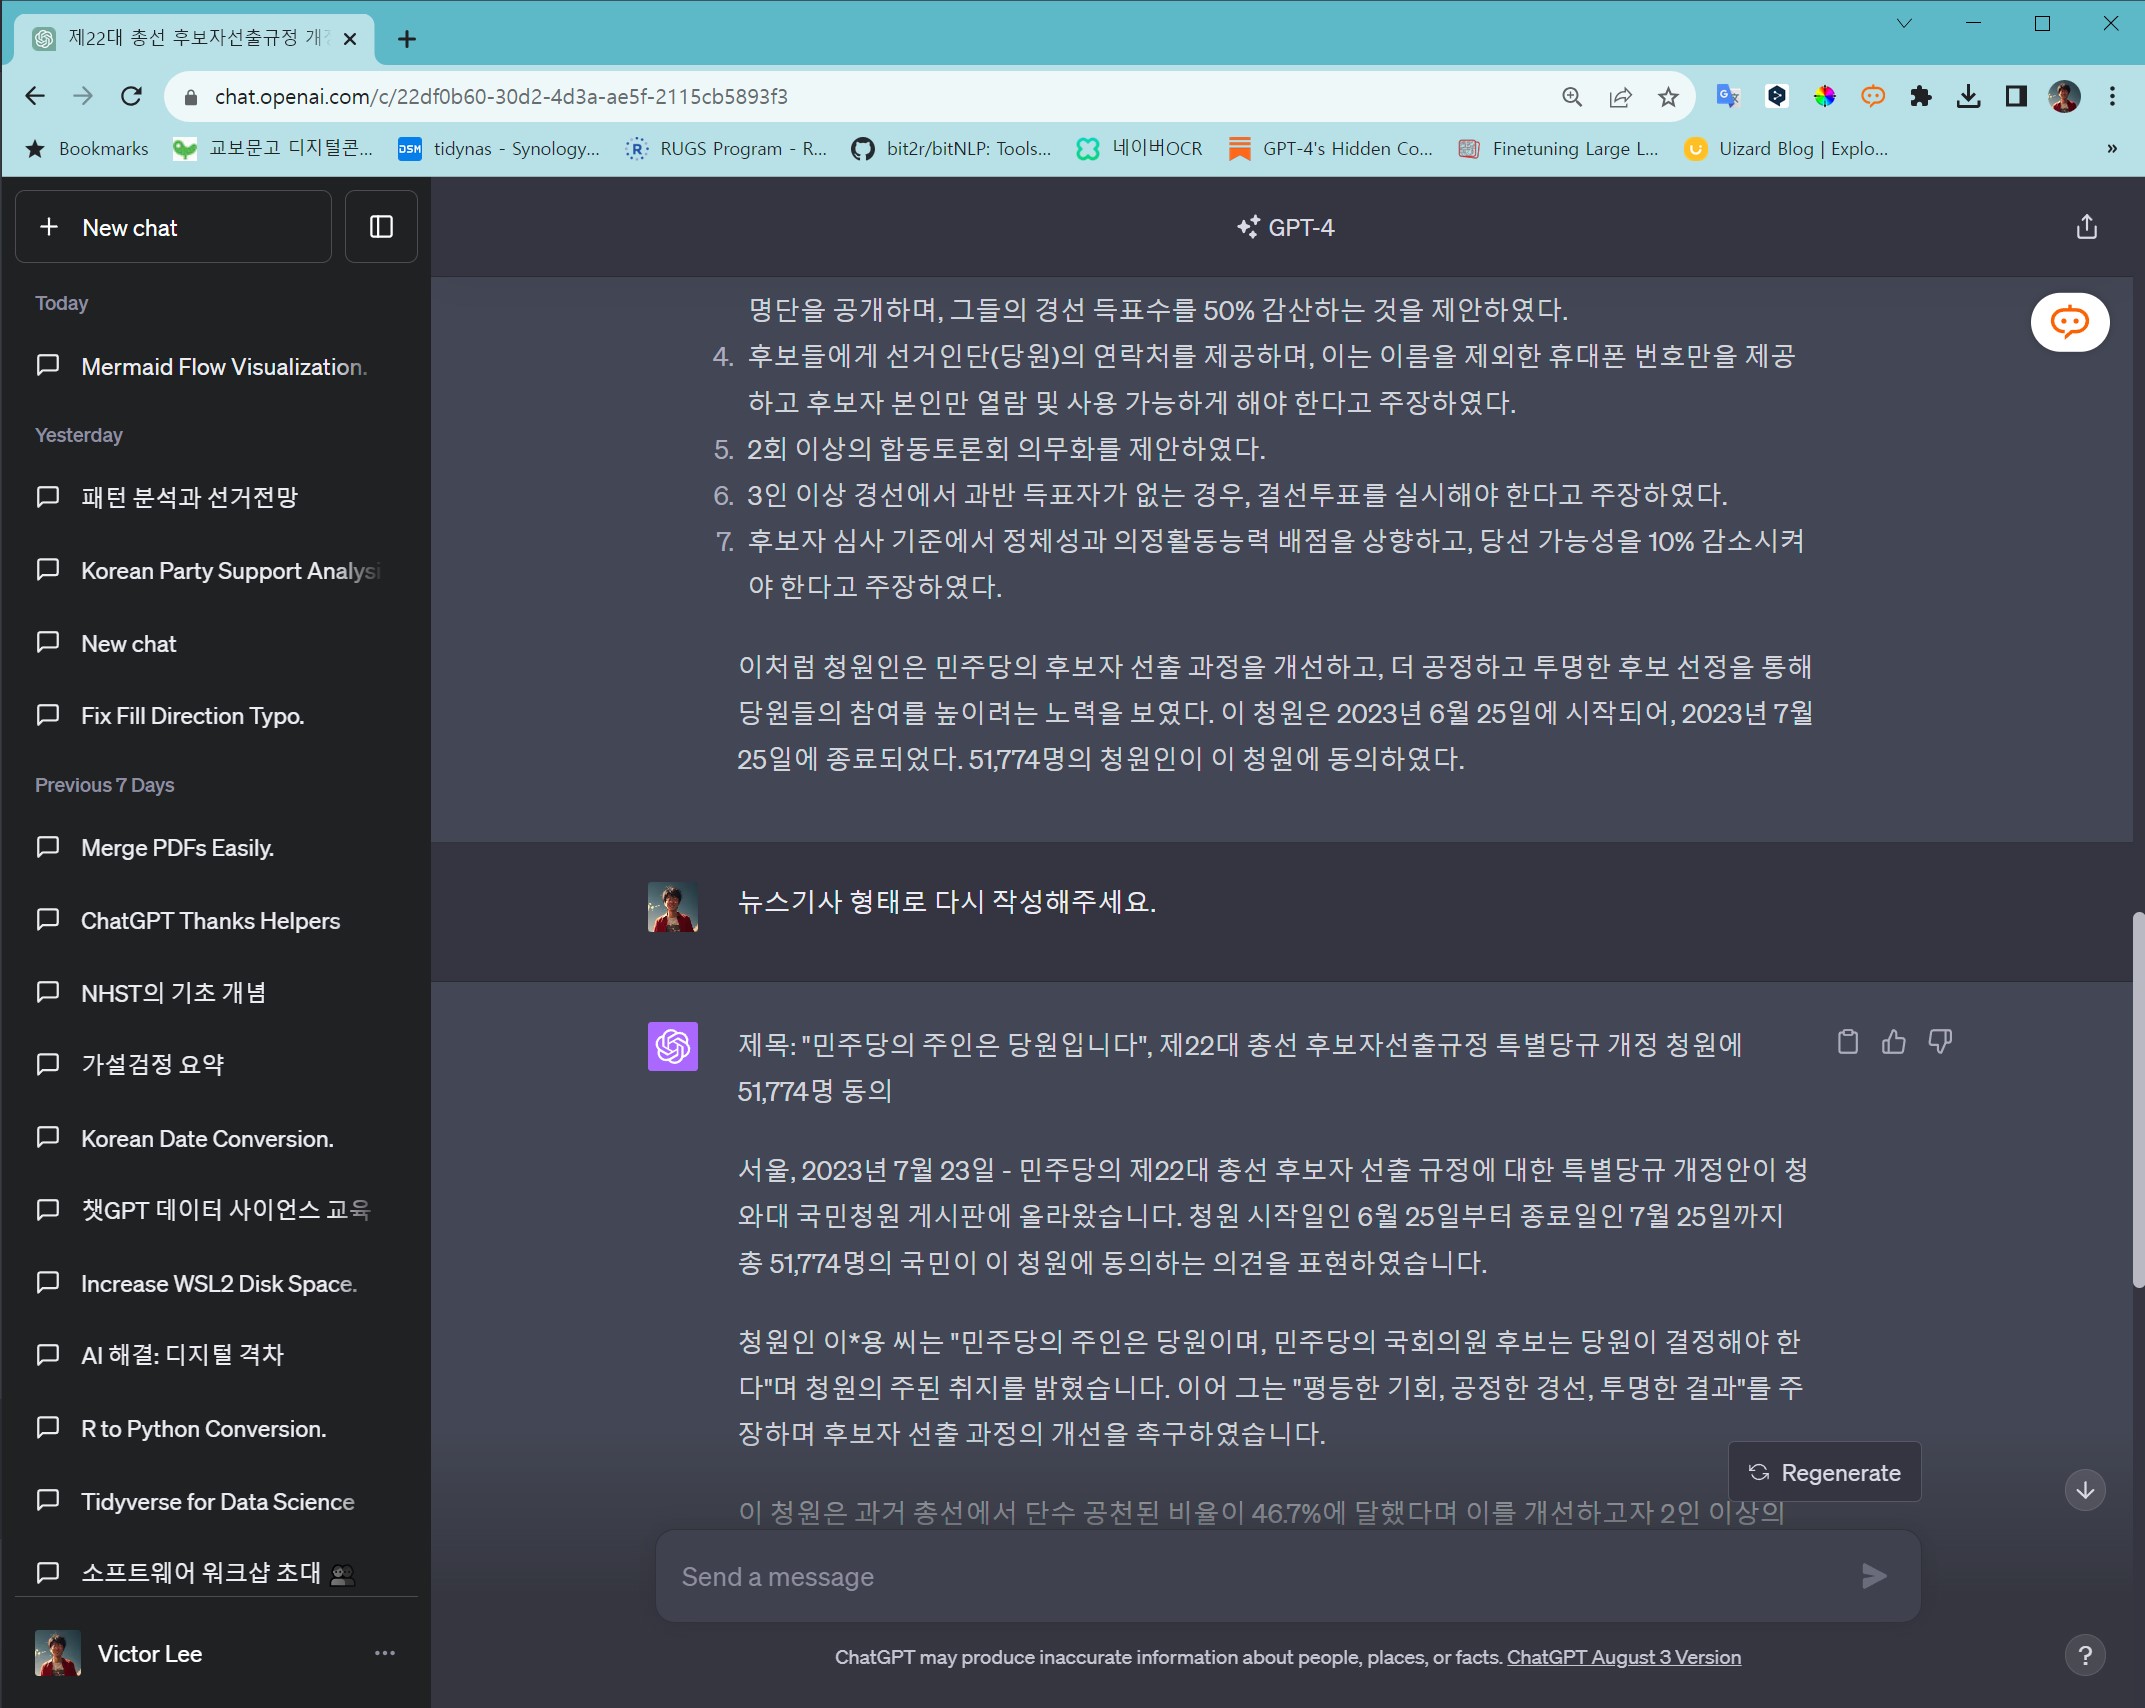 제22대 총선 후보자선출규정
chat.openai.com/c/22df0b60-30d2-4d3a-ae5f-2115cb5893f3
Bookmarks
교보문고 디지털콘...
DSM
tidynas - Synology...
RUGS Program - R...
bit2r/bitNLP: Tools...
네이버OCR
GPT-4's Hidden Co...
Finetuning Large L...
Uizard Blog | Explo...
»
New chat
Today
Mermaid Flow Visualization.
Yesterday
패턴 분석과 선거전망
Korean Party Support Analysi
New chat
Fix Fill Direction Typo.
Previous 7 Days
Merge PDFs Easily.
ChatGPT Thanks Helpers
NHST의 기초 개념
가설검정 요약
Korean Date Conversion.
챗GPT 데이터 사이언스 교육
Increase WSL2 Disk Space.
AI 해결: 디지털 격차
R to Python Conversion.
Tidyverse for Data Science
소프트웨어 워크샵 초대
Victor Lee
GPT-4
명단을 공개하며, 그들의 경선 득표수를 50% 감산하는 것을 제안하였다.
4. 후보들에게 선거인단(당원)의 연락처를 제공하며, 이는 이름을 제외한 휴대폰 번호만을 제공
하고 후보자 본인만 열람 및 사용 가능하게 해야 한다고 주장하였다.
5. 2회 이상의 합동토론회 의무화를 제안하였다.
6. 3인 이상 경선에서 과반 득표자가 없는 경우, 결선투표를 실시해야 한다고 주장하였다.
7. 후보자 심사 기준에서 정체성과 의정활동능력 배점을 상향하고, 당선 가능성을 10% 감소시켜
야 한다고 주장하였다.
이처럼 청원인은 민주당의 후보자 선출 과정을 개선하고, 더 공정하고 투명한 후보 선정을 통해
당원들의 참여를 높이려는 노력을 보였다. 이 청원은 2023년 6월 25일에 시작되어, 2023년 7월
25일에 종료되었다. 51,774명의 청원인이 이 청원에 동의하였다.
뉴스기사 형태로 다시 작성해주세요.
제목: "민주당의 주인은 당원입니다", 제22대 총선 후보자선출규정 특별당규 개정 청원에
51,774명 동의
서울, 2023년 7월 23일 - 민주당의 제22대 총선 후보자 선출 규정에 대한 특별당규 개정안이 청
와대 국민청원 게시판에 올라왔습니다. 청원 시작일인 6월 25일부터 종료일인 7월 25일까지
총 51,774명의 국민이 이 청원에 동의하는 의견을 표현하였습니다.
청원인 이*용 씨는 "민주당의 주인은 당원이며, 민주당의 국회의원 후보는 당원이 결정해야 한
다"며 청원의 주된 취지를 밝혔습니다. 이어 그는 "평등한 기회, 공정한 경선, 투명한 결과"를 주
장하며 후보자 선출 과정의 개선을 촉구하였습니다.
Regenerate
이 청원은 과거 총선에서 단수 공천된 비율이 46.7%에 달했다며 이를 개선하고자 2인 이상의
Send a message
ChatGPT may produce inaccurate information about people, places, or facts. ChatGPT August 3 Version
?